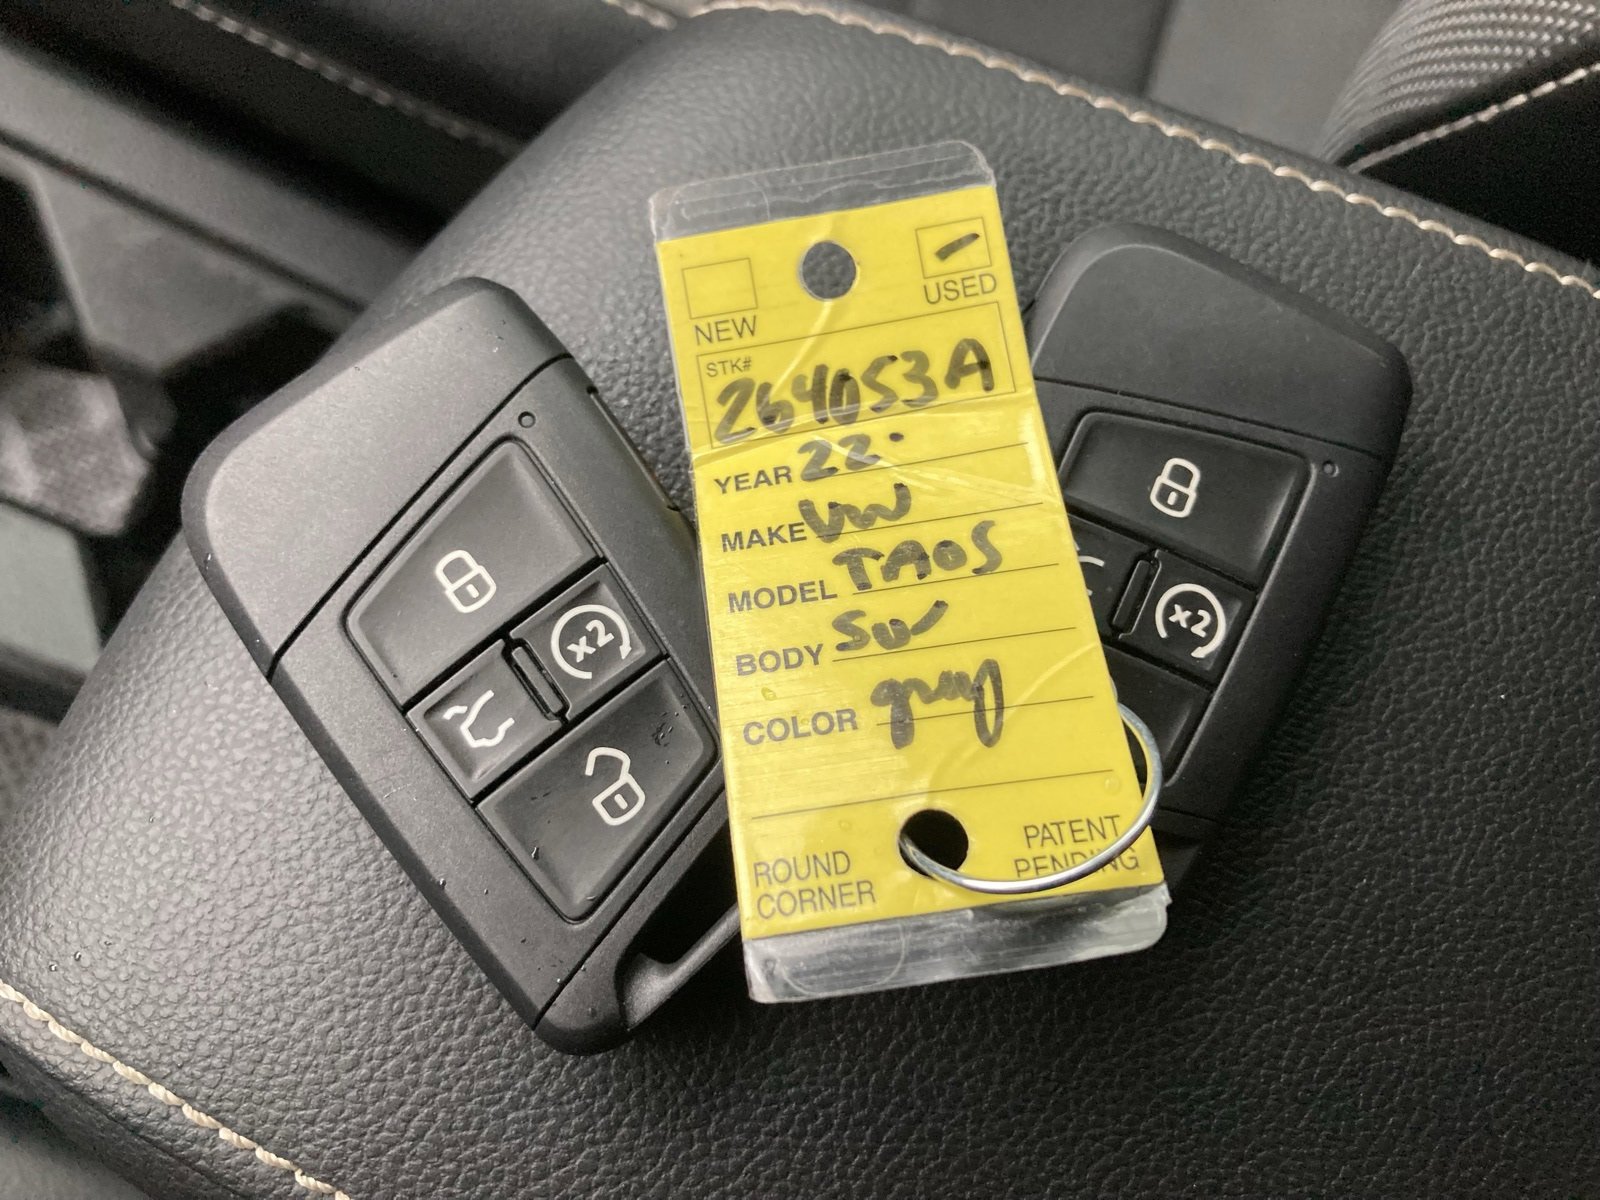 NEW
USED
STK# 264053A
YEAR 22
MAKE VW
MODEL TAOS
BODY
COLOR gray
ROUND CORNER
PATENT PENDING
x2
x2